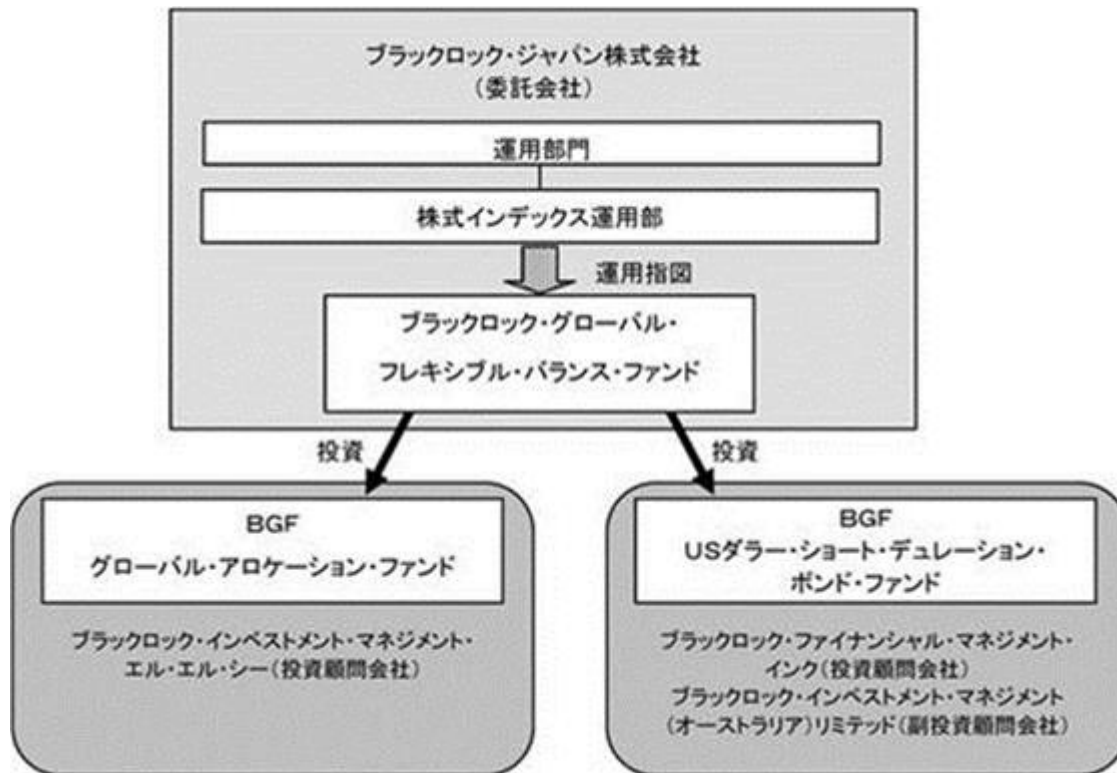 ブラックロック・ジャパン株式会社
（委託会社）
運用部門
株式インデックス運用部
運用指図
ブラックロック・グローバル・
フレキシブル・バランス・ファンド
投資
投資
BGF
グローバル・アロケーション・ファンド
ブラックロック・インベストメント・マネジメント・
エル・エル・シー（投資顧問会社）
BGF
USダラー・ショート・デュレーション・
ボンド・ファンド
ブラックロック・ファイナンシャル・マネジメント・
インク（投資顧問会社）
ブラックロック・インベストメント・マネジメント
（オーストラリア）リミテッド（副投資顧問会社）